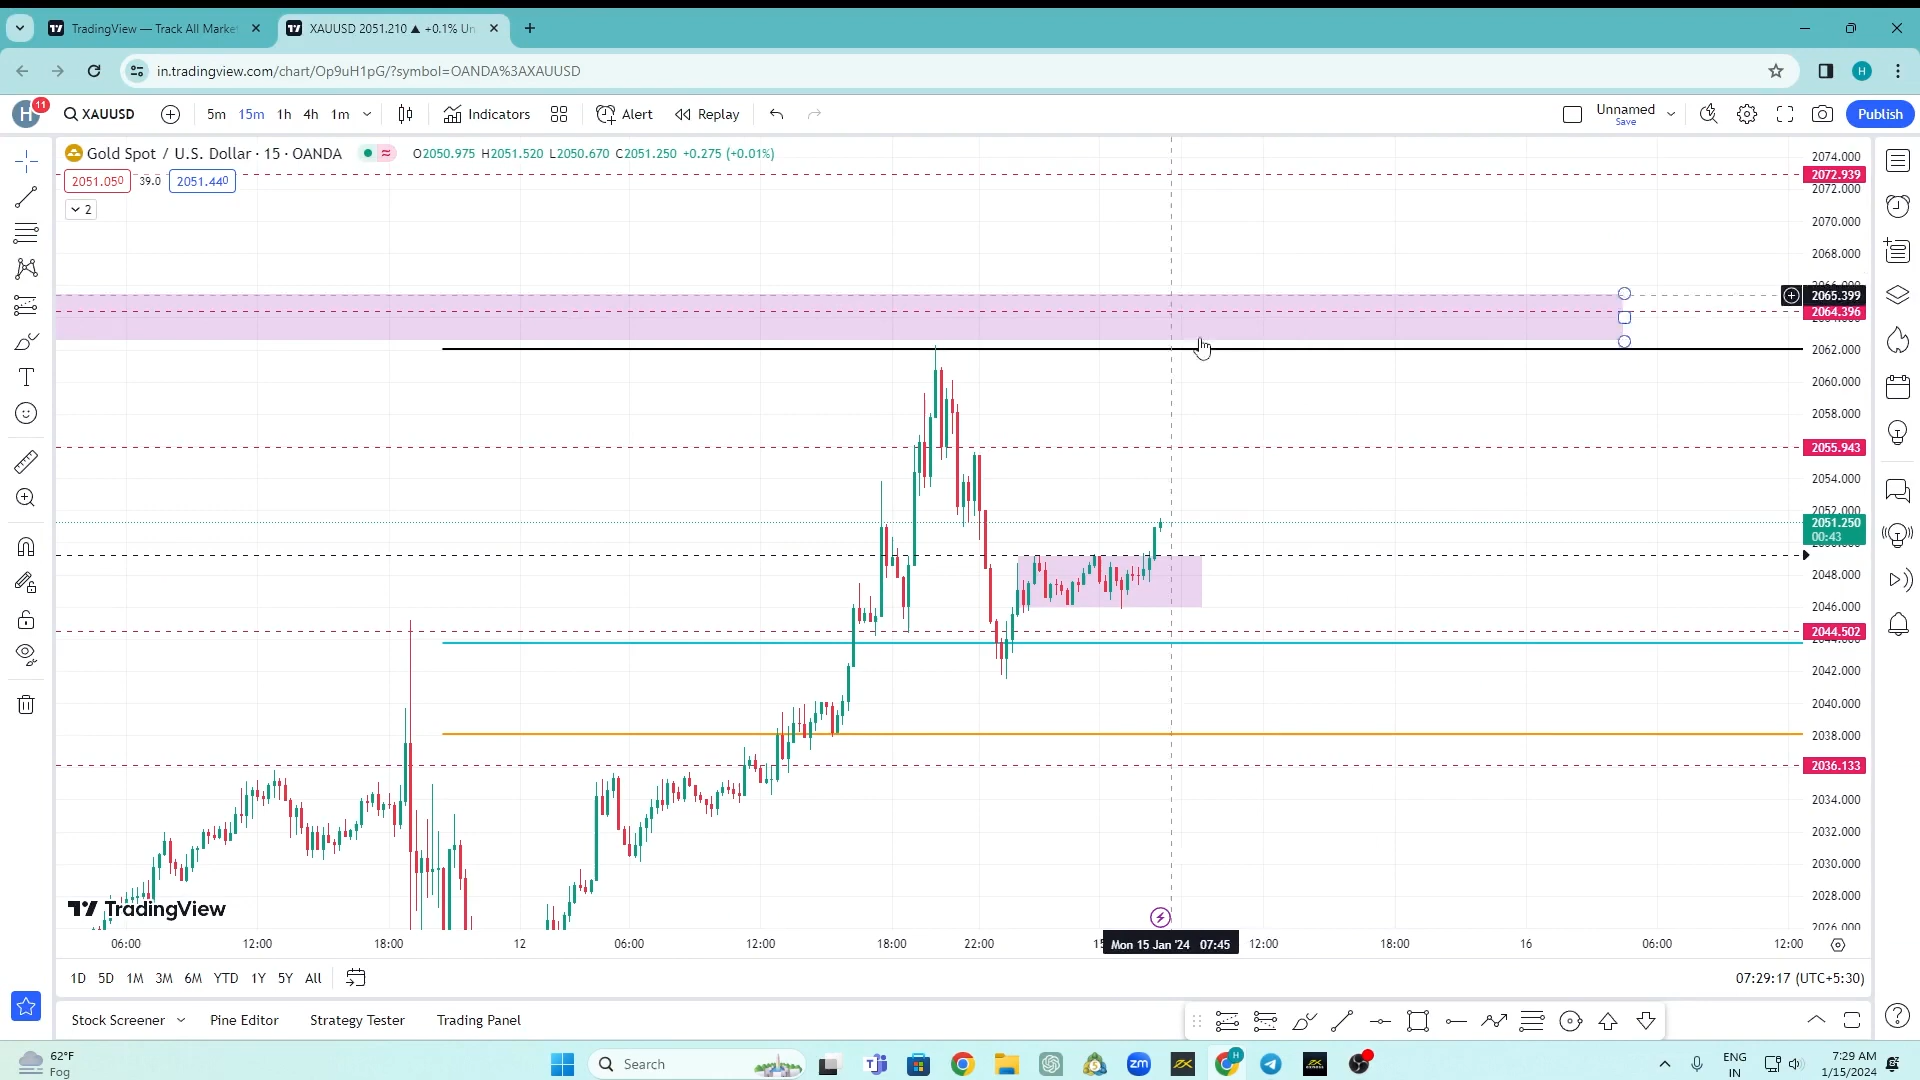 TradingView — Track All Marke
XAUUSD 2051.210 ▲ +0.1% Un
in.tradingview.com/chart/Op9uH1pG/?symbol=OANDA%3AXAUUSD
H
H
11
XAUUSD
5m 15m 1h 4h 1m
Indicators
Alert
Replay
Unnamed
Save
Publish
Gold Spot / U.S. Dollar · 15 · OANDA
O2050.975 H2051.520 L2050.670 C2051.250 +0.275 (+0.01%)
2051.050 39.0 2051.440
2
2074.000
2072.939
2072.000
2070.000
2068.000
2065.399
2064.396
2062.000
2060.000
2058.000
2055.943
2054.000
2052.000
2051.250
00:43
2048.000
2046.000
2044.502
2042.000
2040.000
2038.000
2036.133
2034.000
2032.000
2030.000
2028.000
2026.000
TradingView
06:00 12:00 18:00 12 06:00 12:00 18:00 22:00 Mon 15 Jan '24 07:45 12:00 18:00 16 06:00 12:00
1D 5D 1M 3M 6M YTD 1Y 5Y All
07:29:17 (UTC+5:30)
Stock Screener Pine Editor Strategy Tester Trading Panel
62°F
Fog
Search
zm
H
ENG
IN
7:29 AM
1/15/2024